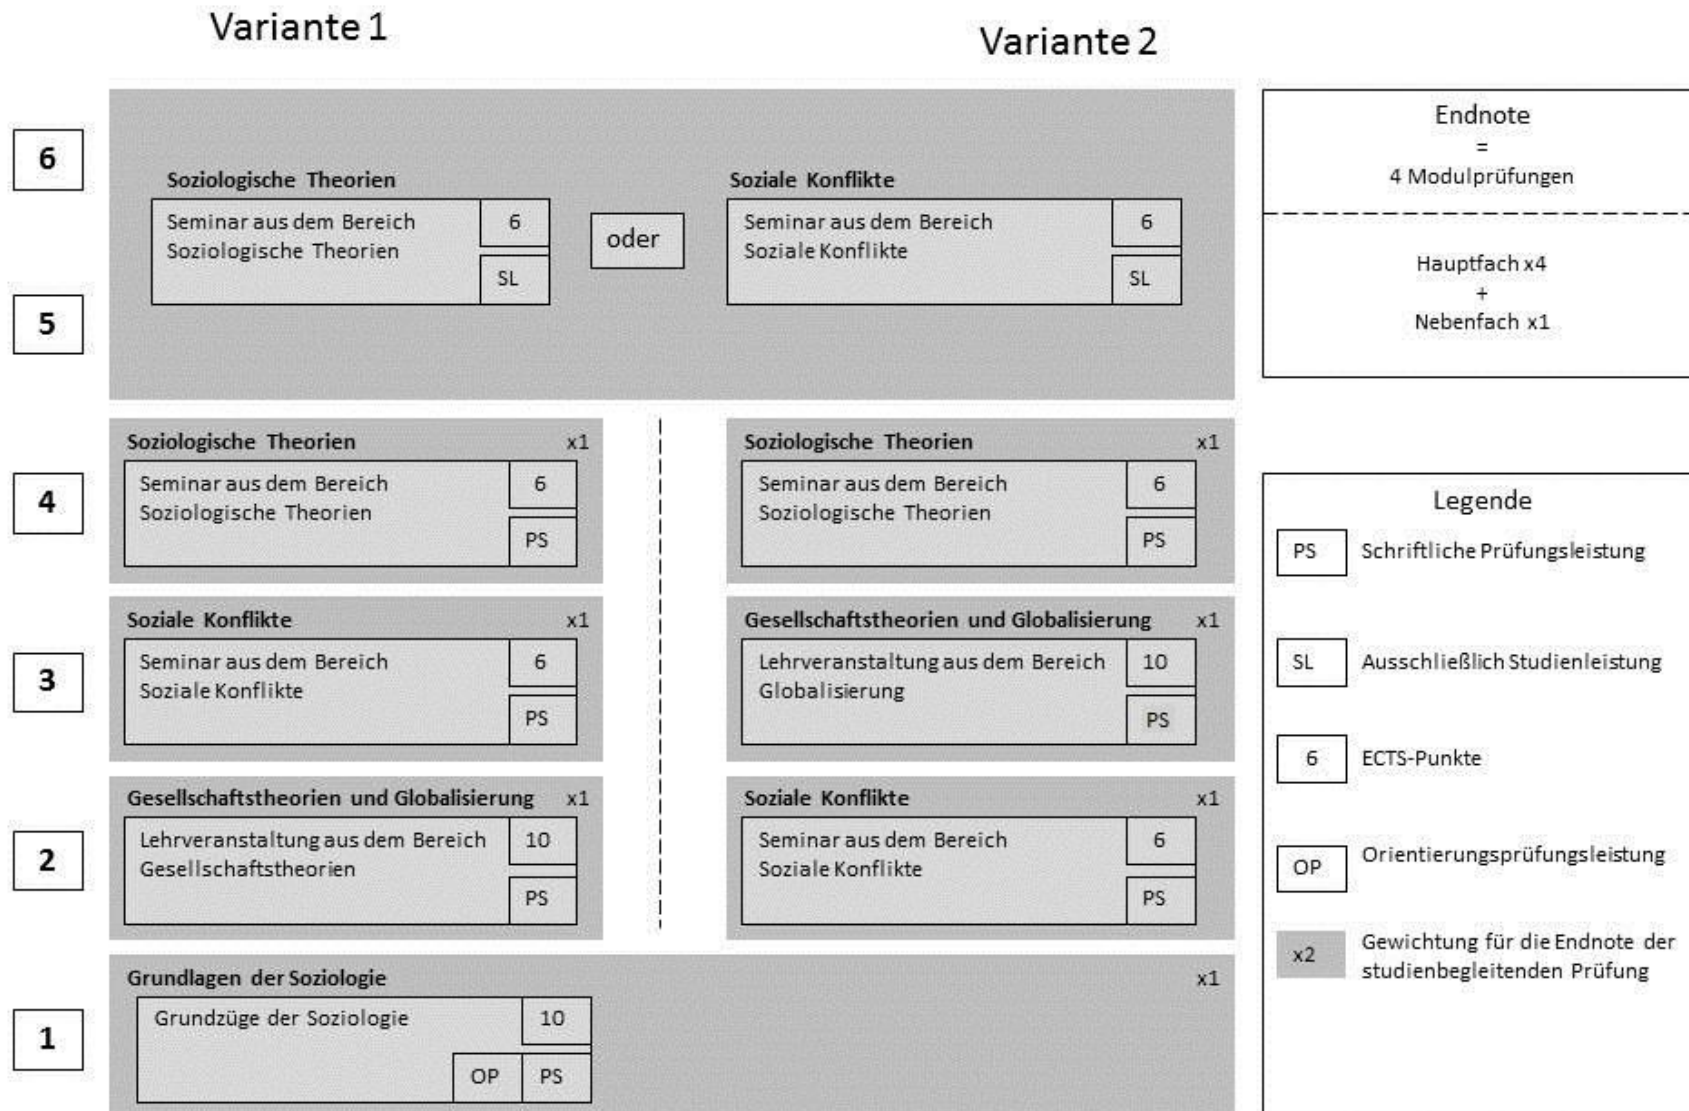 Variante 1
Variante 2
6
Soziologische Theorien
Seminar aus dem Bereich
Soziologische Theorien
6
SL
oder
Soziale Konflikte
Seminar aus dem Bereich
Soziale Konflikte
6
SL
5
Endnote
=
4 Modulprüfungen
Hauptfach x4
+
Nebenfach x1
4
Soziologische Theorien x1
Seminar aus dem Bereich
Soziologische Theorien
6
PS
Soziologische Theorien x1
Seminar aus dem Bereich
Soziologische Theorien
6
PS
3
Soziale Konflikte x1
Seminar aus dem Bereich
Soziale Konflikte
6
PS
Gesellschaftstheorien und Globalisierung x1
Lehrveranstaltung aus dem Bereich
Globalisierung
10
PS
2
Gesellschaftstheorien und Globalisierung x1
Lehrveranstaltung aus dem Bereich
Gesellschaftstheorien
10
PS
Soziale Konflikte x1
Seminar aus dem Bereich
Soziale Konflikte
6
PS
1
Grundlagen der Soziologie x1
Grundzüge der Soziologie
10
OP PS
Legende
PS Schriftliche Prüfungsleistung
SL Ausschließlich Studienleistung
6 ECTS-Punkte
OP Orientierungsprüfungsleistung
x2 Gewichtung für die Endnote der
studienbegleitenden Prüfung